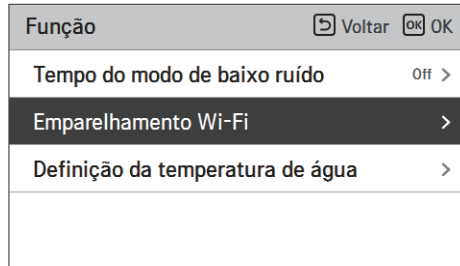 Função Voltar OK OK
Tempo do modo de baixo ruído Off >
Emparelhamento Wi-Fi >
Definição da temperatura de água >